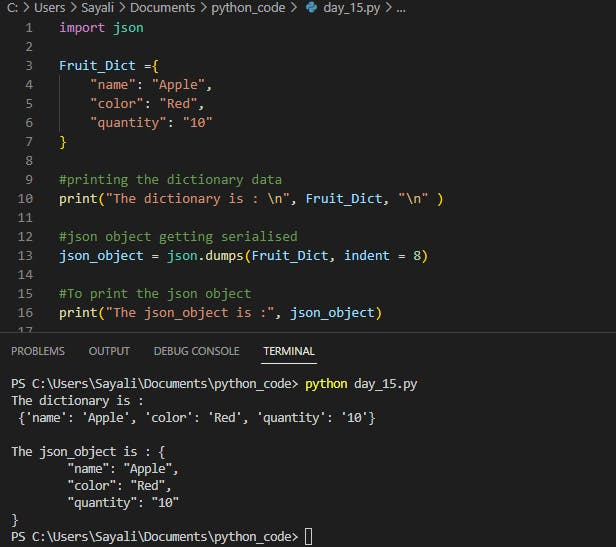 C: > Users > Sayali > Documents > python_code > day_15.py > ...
1 import json
2
3 Fruit_Dict ={
4     "name": "Apple",
5     "color": "Red",
6     "quantity": "10"
7 }
8
9 #printing the dictionary data
10 print("The dictionary is : \n", Fruit_Dict, "\n" )
11
12 #json object getting serialised
13 json_object = json.dumps(Fruit_Dict, indent = 8)
14
15 #To print the json object
16 print("The json_object is :", json_object)
17
PROBLEMS OUTPUT DEBUG CONSOLE TERMINAL
PS C:\Users\Sayali\Documents\python_code> python day_15.py
The dictionary is :
 {'name': 'Apple', 'color': 'Red', 'quantity': '10'}

The json_object is : {
        "name": "Apple",
        "color": "Red",
        "quantity": "10"
}
PS C:\Users\Sayali\Documents\python_code>